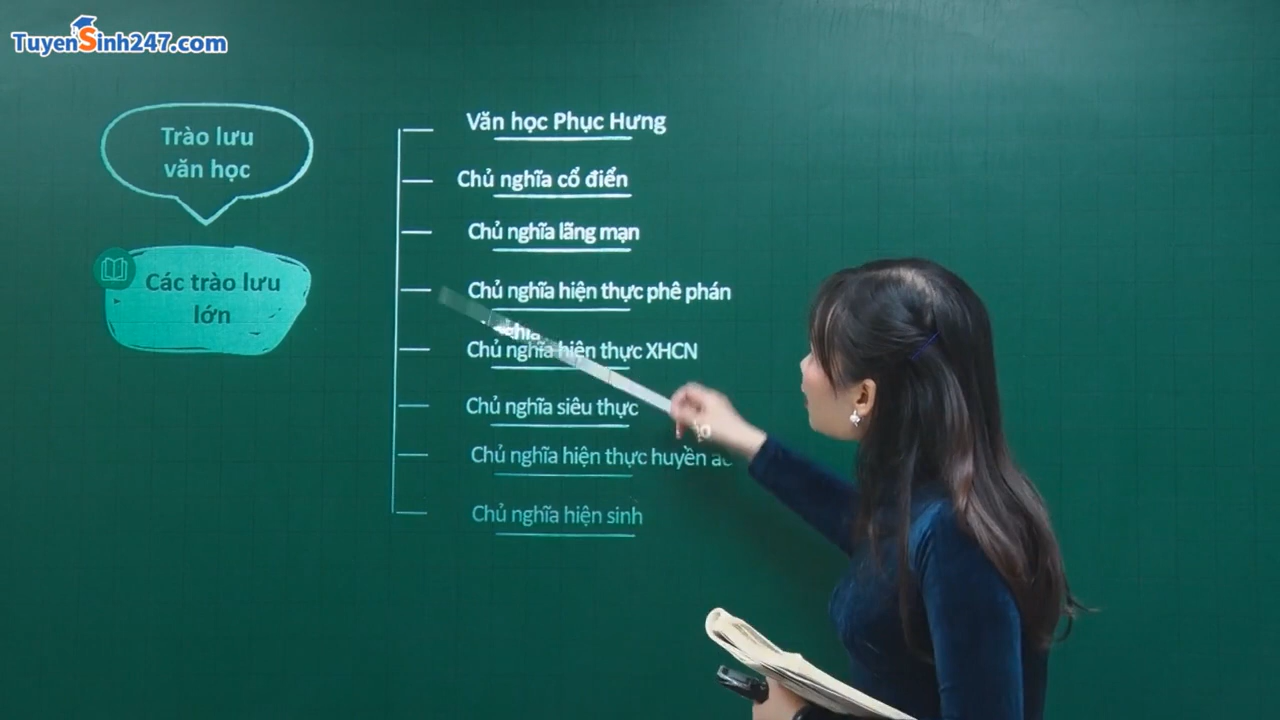 TuyenSinh247.com
Trào lưu
văn học
Các trào lưu
lớn
Văn học Phục Hưng
Chủ nghĩa cổ điển
Chủ nghĩa lãng mạn
Chủ nghĩa hiện thực phê phán
Chủ nghĩa hiện thực XHCN
Chủ nghĩa siêu thực
Chủ nghĩa hiện thực huyền
Chủ nghĩa hiện sinh